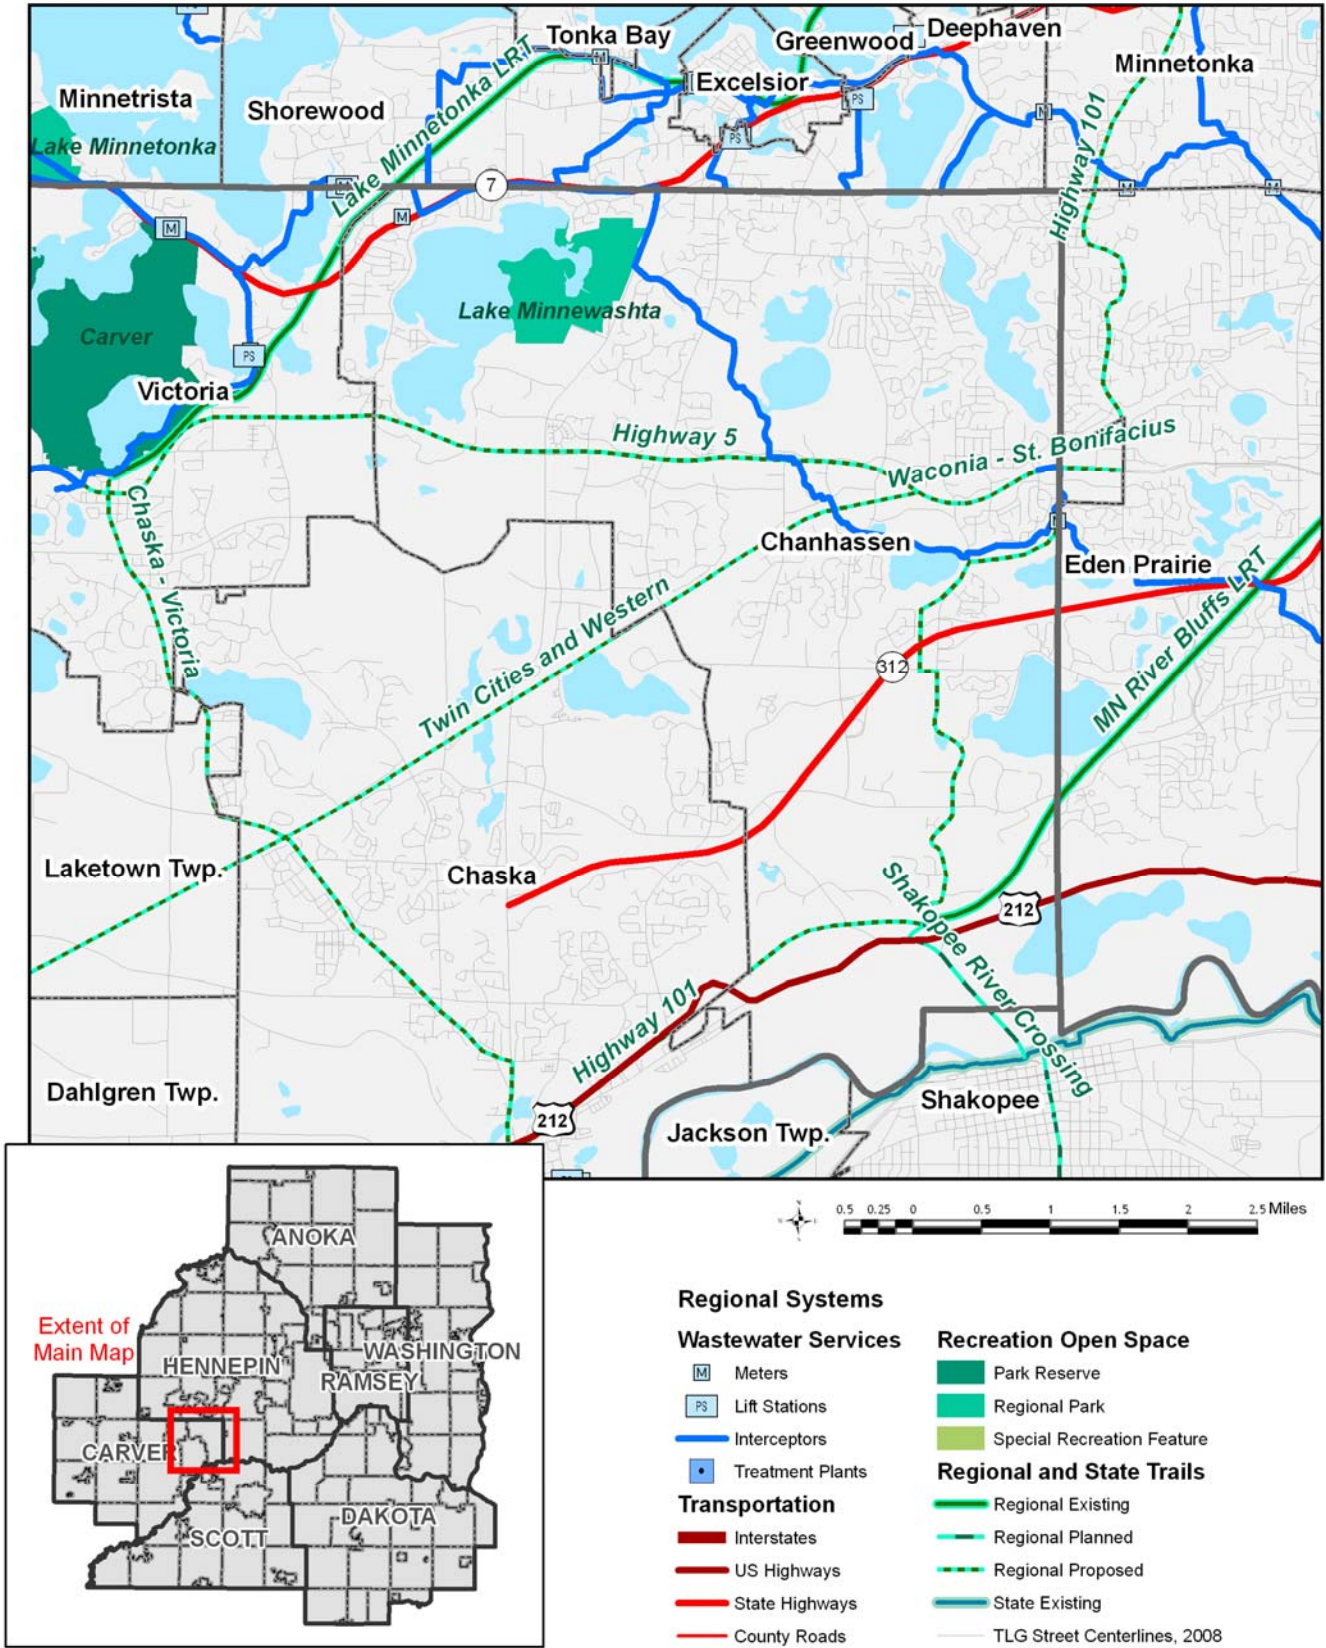 Tonka Bay
Greenwood
Deephaven
Minnetonka
Excelsior
Minnetrista
Shorewood
Lake Minnetonka LRT
PS
PS
M
M
Highway 101
Lake Minnetonka
7
M
M
M
M
M
Lake Minnewashta
Carver
PS
Victoria
Highway 5
Waconia - St. Bonifacius
Chaska - Victoria
M
Chanhassen
Eden Prairie
Twin Cities and Western
MN River Bluffs LRT
312
Laketown Twp.
Chaska
Shakopee River Crossing
212
Highway 101
Dahlgren Twp.
212
Shakopee
Jackson Twp.
N
0.5 0.25 0 0.5 1 1.5 2 2.5 Miles
Extent of
Main Map
ANOKA
HENNEPIN
WASHINGTON
RAMSEY
CARVER
DAKOTA
SCOTT
Regional Systems
Wastewater Services
M Meters
PS Lift Stations
Interceptors
Treatment Plants
Transportation
Interstates
US Highways
State Highways
County Roads
Recreation Open Space
Park Reserve
Regional Park
Special Recreation Feature
Regional and State Trails
Regional Existing
Regional Planned
Regional Proposed
State Existing
TLG Street Centerlines, 2008